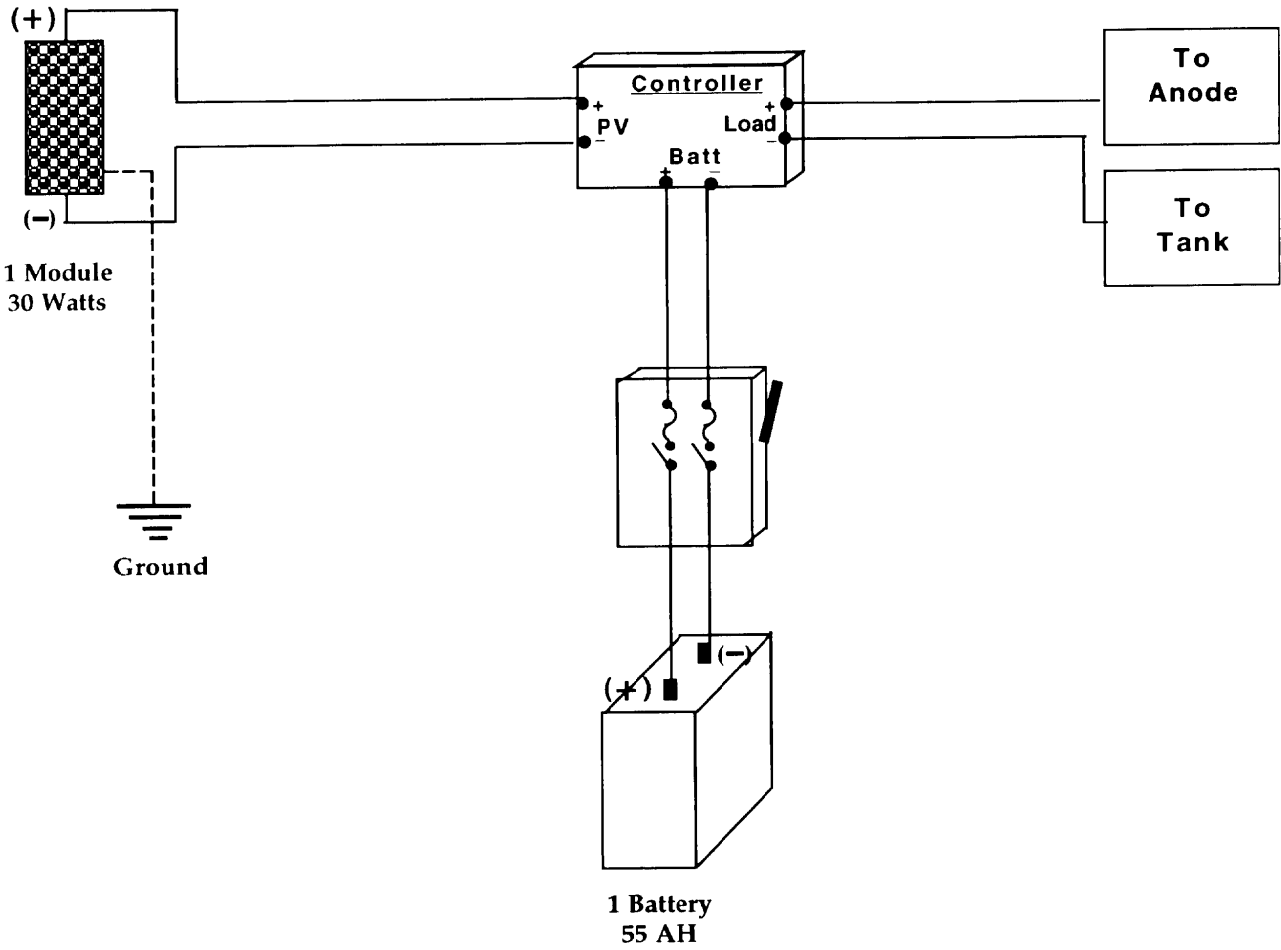 (+)
(−)
1 Module
30 Watts
Ground
Controller
+
PV
−
+
Load
−
Batt
+ −
To
Anode
To
Tank
(−)
(+)
1 Battery
55 AH